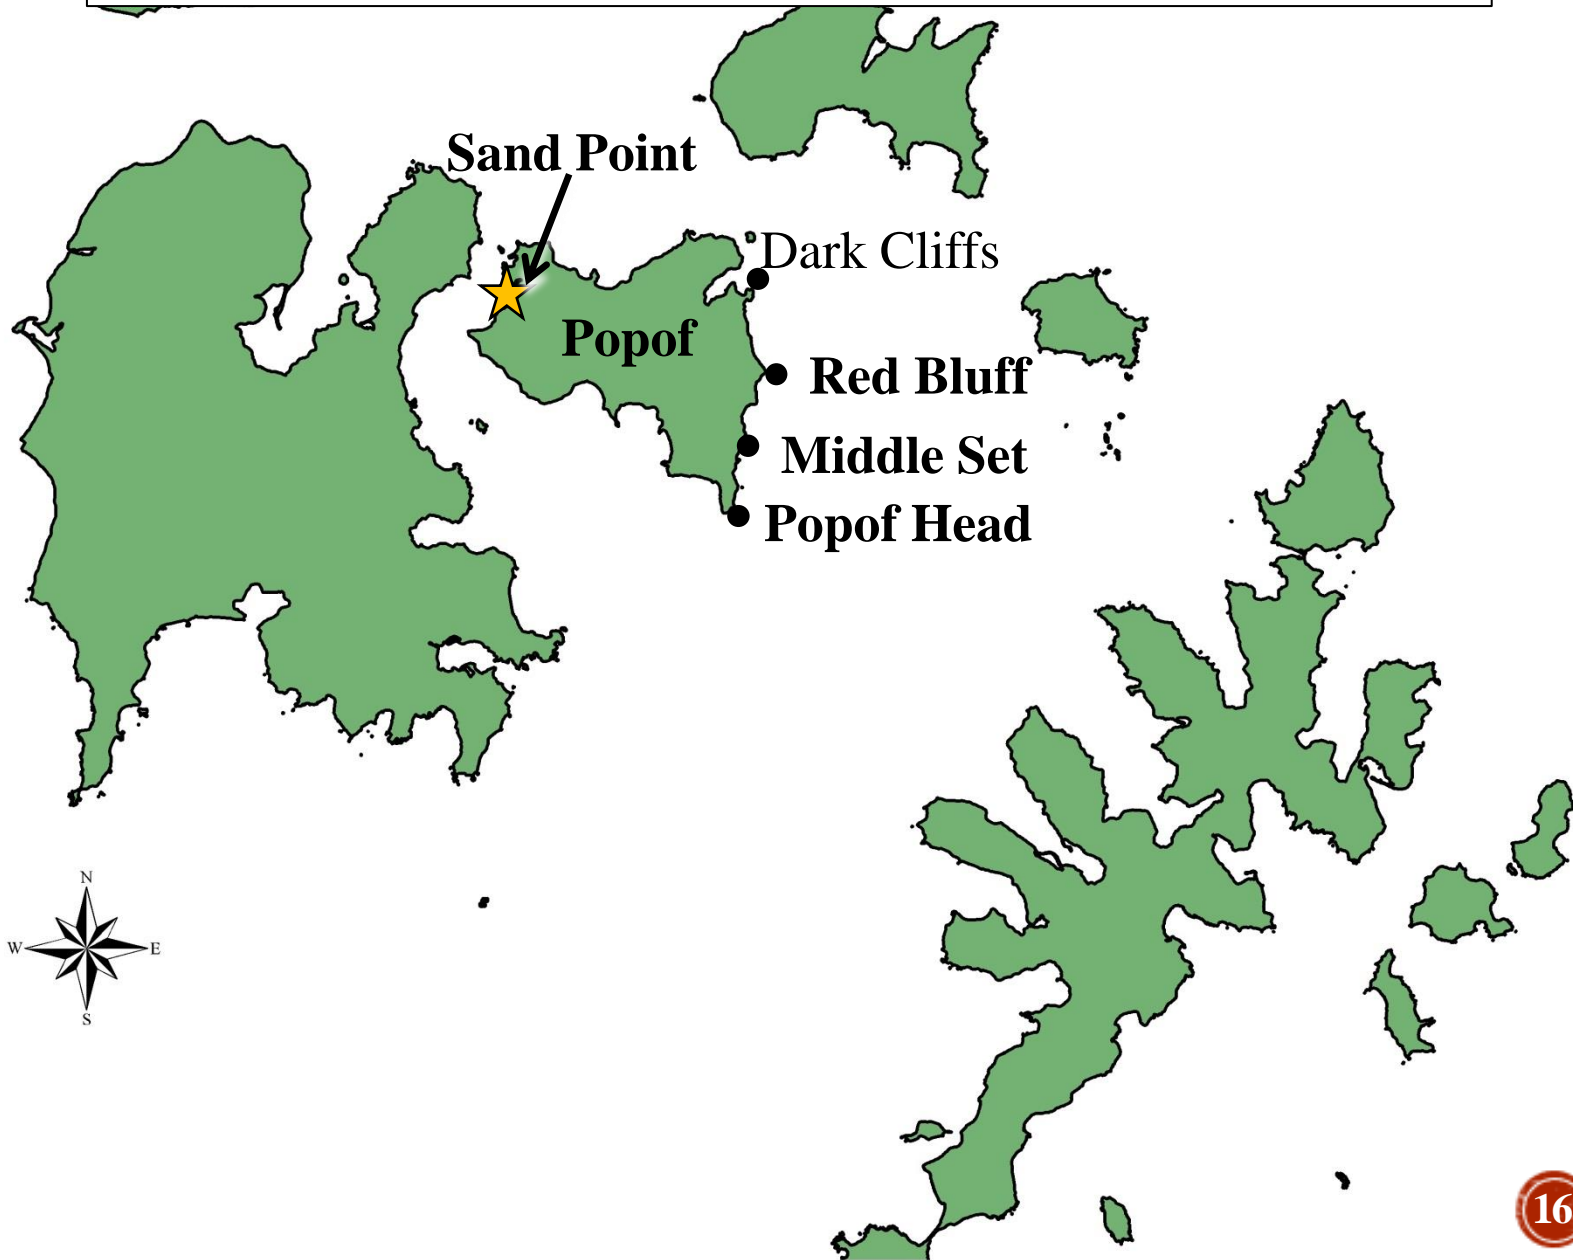 Sand Point
Dark Cliffs
Popof
Red Bluff
Middle Set
Popof Head
N
W E
S
16